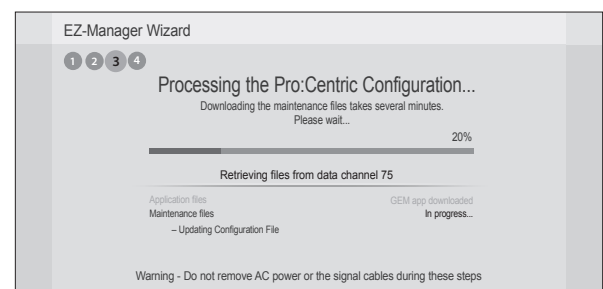 EZ-Manager Wizard
1 2 3 4
Processing the Pro:Centric Configuration...
Downloading the maintenance files takes several minutes.
Please wait...
20%
Retrieving files from data channel 75
Application files GEM app downloaded
Maintenance files In progress...
– Updating Configuration File
Warning - Do not remove AC power or the signal cables during these steps